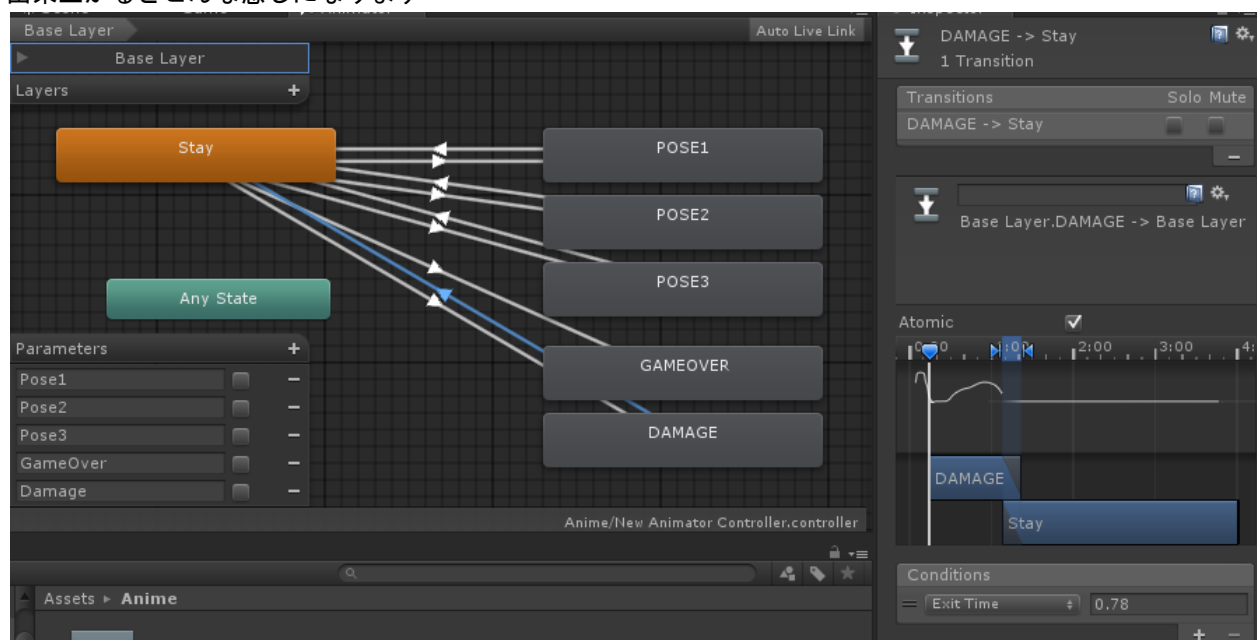 Base Layer
Auto Live Link
Base Layer
Layers
Stay
POSE1
POSE2
POSE3
Any State
GAMEOVER
DAMAGE
Parameters
Pose1
Pose2
Pose3
GameOver
Damage
Anime/New Animator Controller.controller
Assets ▸ Anime
DAMAGE -> Stay
1 Transition
Transitions Solo Mute
DAMAGE -> Stay
Base Layer.DAMAGE -> Base Layer
Atomic
2:00 3:00 4:
DAMAGE
Stay
Conditions
Exit Time 0.78